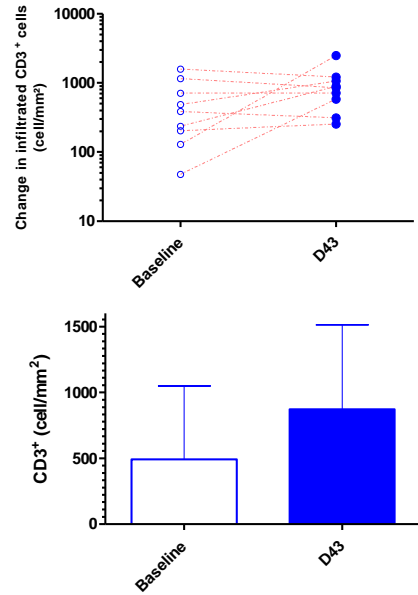 Change in infiltrated CD3⁺ cells
(cell/mm²)
10000
1000
100
10
Baseline
D43
CD3⁺ (cell/mm²)
1500
1000
500
0
Baseline
D43